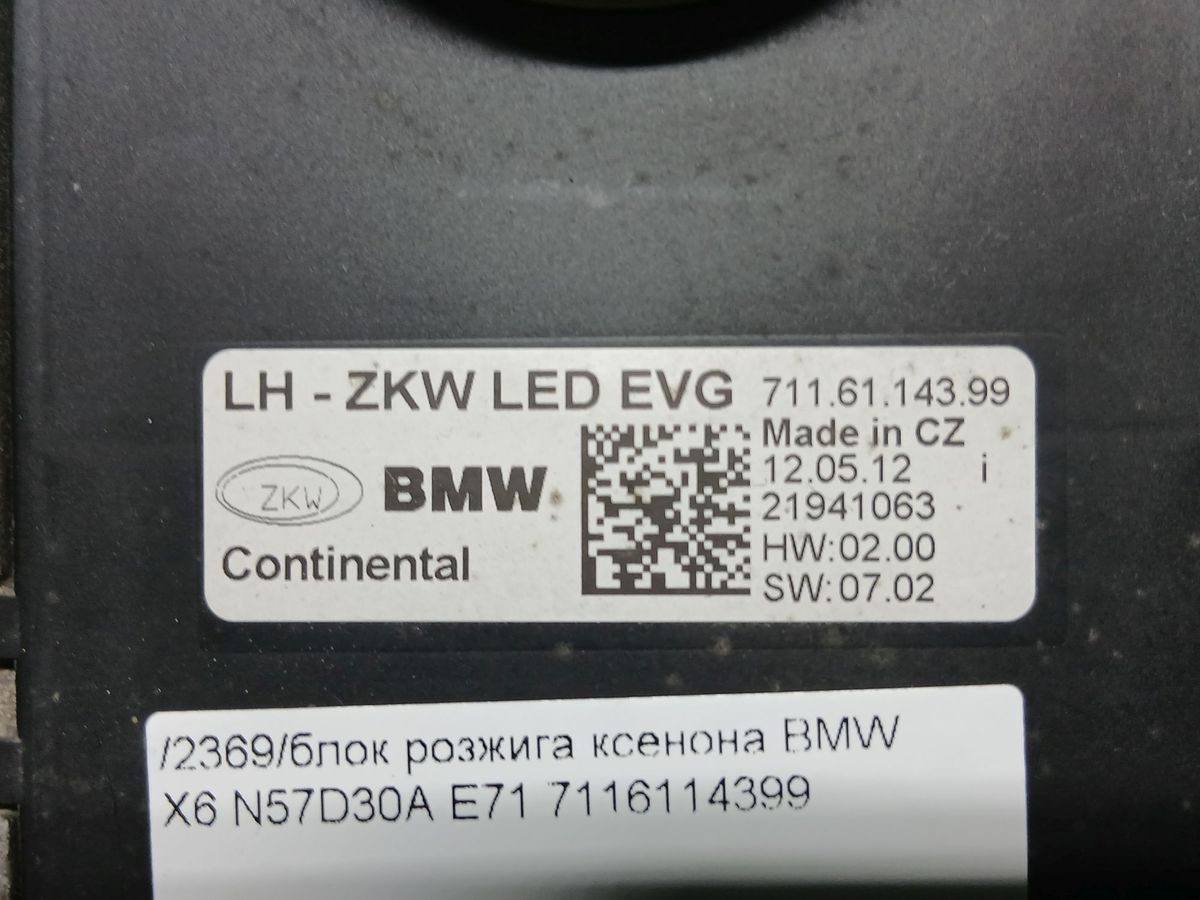 LH - ZKW LED EVG 711.61.143.99
Made in CZ
12.05.12 i
ZKW BMW
21941063
Continental
HW:02.00
SW:07.02
/2369/блок розжига ксенона BMW
X6 N57D30A E71 7116114399